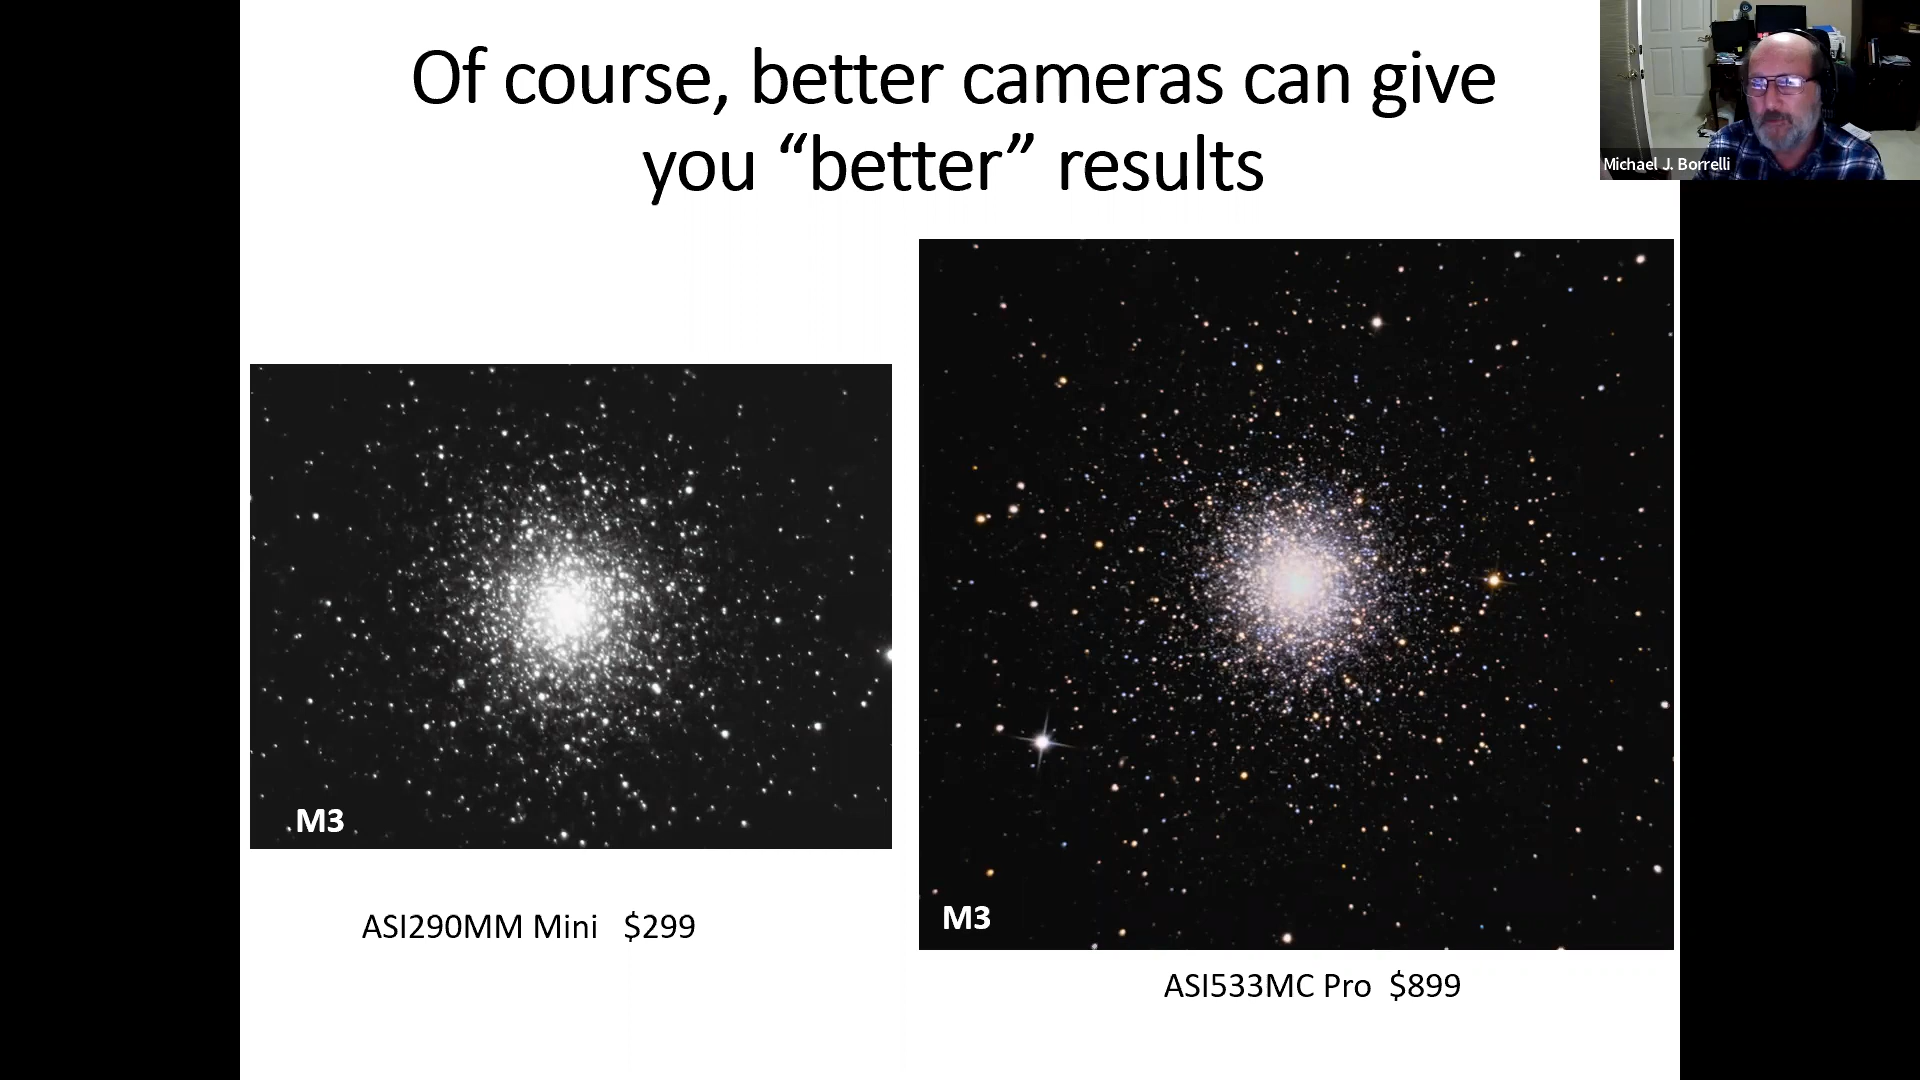 Of course, better cameras can give
you “better” results
Michael J. Borrelli
M3
M3
ASI290MM Mini $299
ASI533MC Pro $899